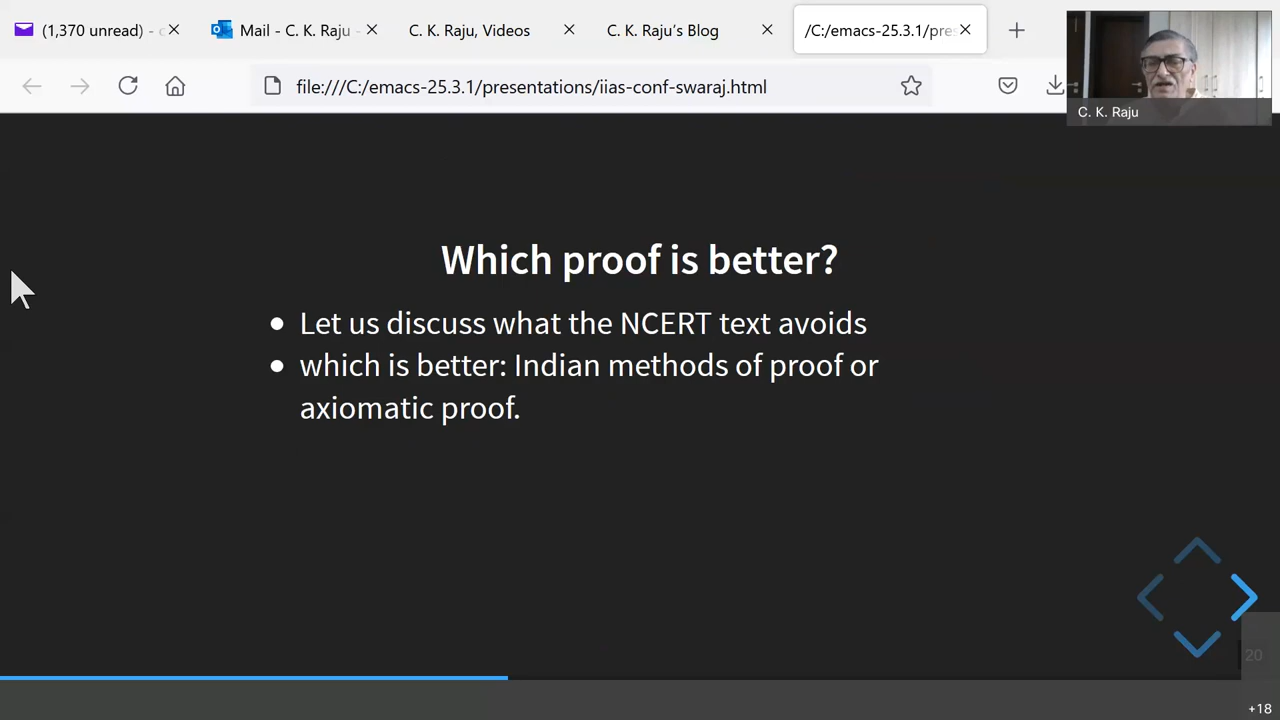 (1,370 unread) - c
Mail - C. K. Raju -
C. K. Raju, Videos
C. K. Raju's Blog
/C:/emacs-25.3.1/pres
file:///C:/emacs-25.3.1/presentations/iias-conf-swaraj.html
C. K. Raju
Which proof is better?
Let us discuss what the NCERT text avoids
which is better: Indian methods of proof or
axiomatic proof.
20
+18